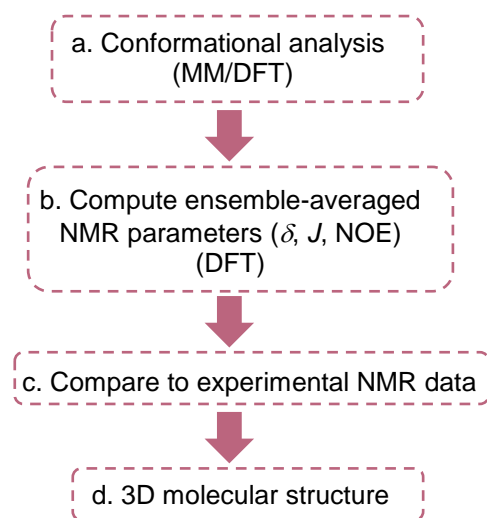 a. Conformational analysis
(MM/DFT)
b. Compute ensemble-averaged
NMR parameters (δ, J, NOE)
(DFT)
c. Compare to experimental NMR data
d. 3D molecular structure